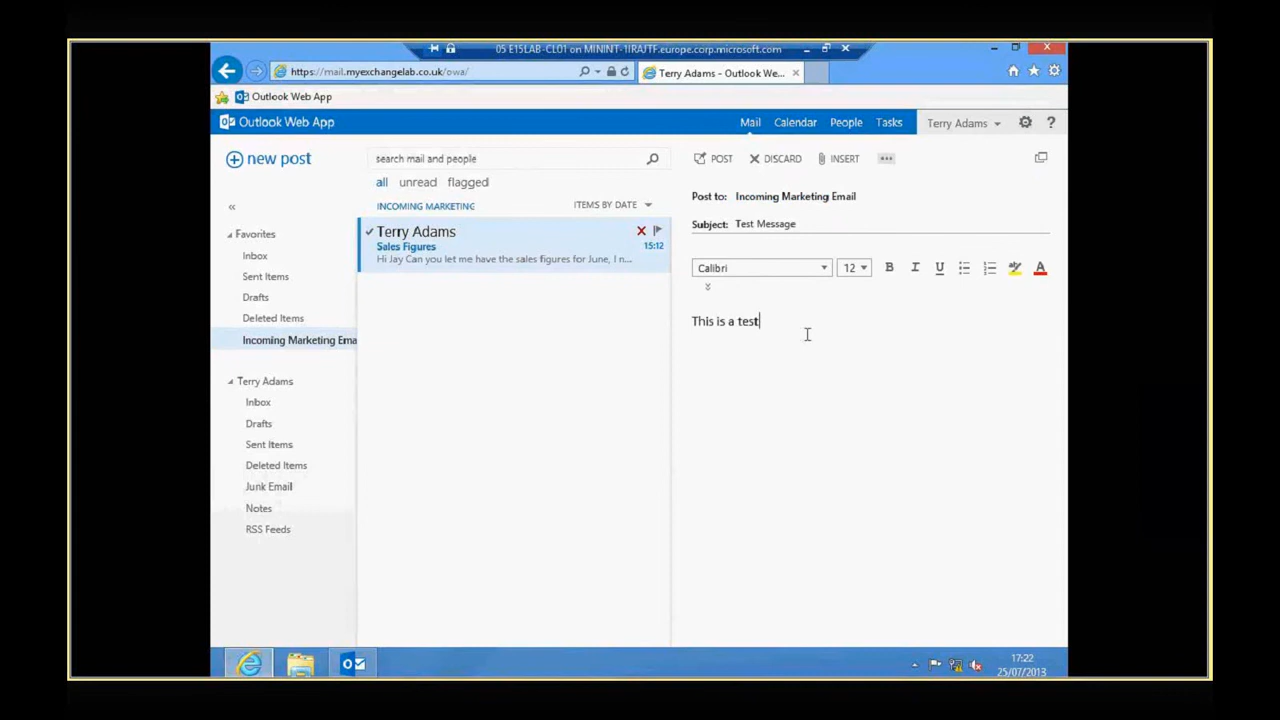 05 E15LAB-CL01 on MININT-1IRAJTF.europe.corp.microsoft.com
https://mail.myexchangelab.co.uk/owa/
Terry Adams - Outlook We...
Outlook Web App
Outlook Web App
Mail Calendar People Tasks Terry Adams ?
new post
search mail and people
POST DISCARD INSERT
all unread flagged
INCOMING MARKETING ITEMS BY DATE
Favorites
Inbox
Sent Items
Drafts
Deleted Items
Incoming Marketing Ema
Terry Adams
Inbox
Drafts
Sent Items
Deleted Items
Junk Email
Notes
RSS Feeds
Terry Adams
Sales Figures 15:12
Hi Jay Can you let me have the sales figures for June, I n...
Post to: Incoming Marketing Email
Subject: Test Message
Calibri 12 B I U A
This is a test
17:22
25/07/2013